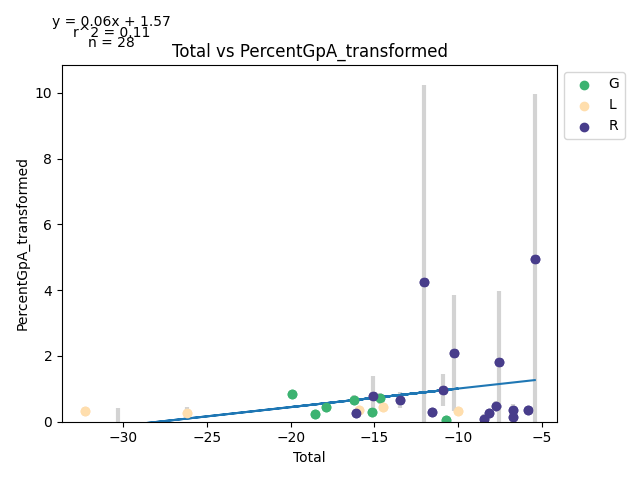 y = 0.06x + 1.57
r^2 = 0.11
n = 28
Total vs PercentGpA_transformed
G
L
R
PercentGpA_transformed
10
8
6
4
2
0
−30
−25
−20
−15
−10
−5
Total